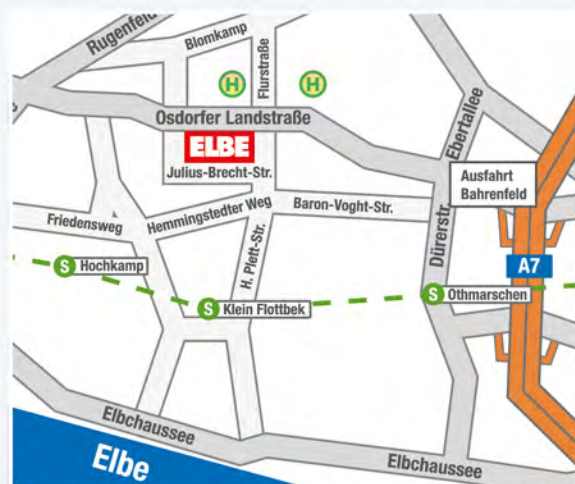 Rugenfeld
Blomkamp
Flurstraße
H
H
Osdorfer Landstraße
ELBE
Julius-Brecht-Str.
Ebertallee
Ausfahrt
Bahrenfeld
Friedensweg
Hemmingstedter Weg
Baron-Voght-Str.
Dürerstr.
H. Plett-Str.
S Hochkamp
A7
S Klein Flottbek
S Othmarschen
Elbchaussee
Elbe
Elbchaussee